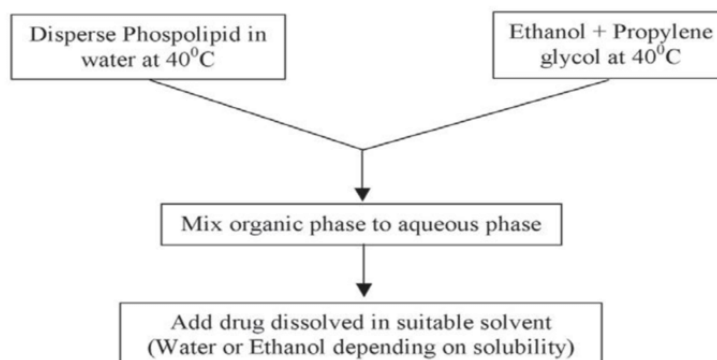 Disperse Phospolipid in
water at 40⁰C
Ethanol + Propylene
glycol at 40⁰C
Mix organic phase to aqueous phase
Add drug dissolved in suitable solvent
(Water or Ethanol depending on solubility)